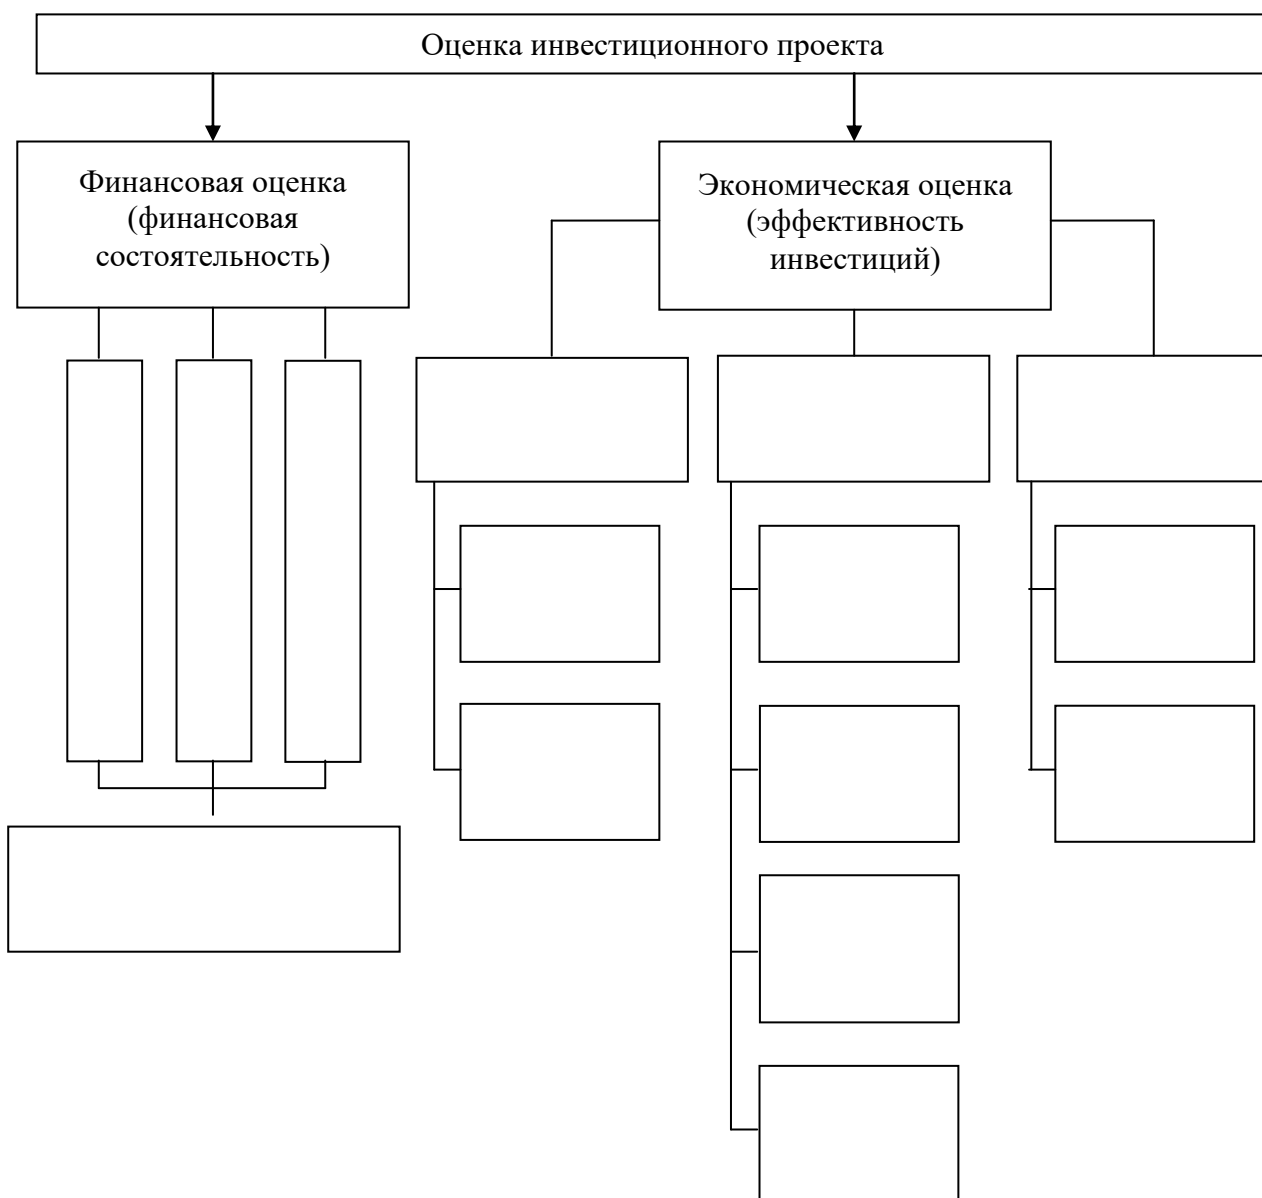 Оценка инвестиционного проекта
Финансовая оценка
(финансовая
состоятельность)
Экономическая оценка
(эффективность
инвестиций)